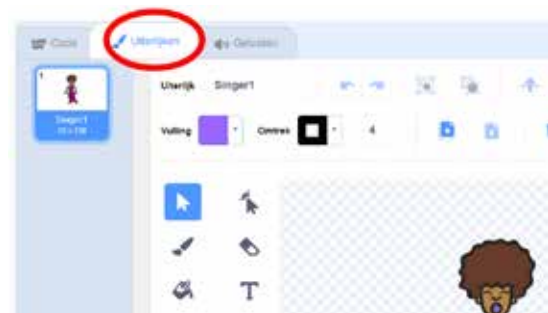 Code Uiterlijken Geluiden
1
Uiterlijk Singer1
Singer1
Vulling Omtrek 4
T